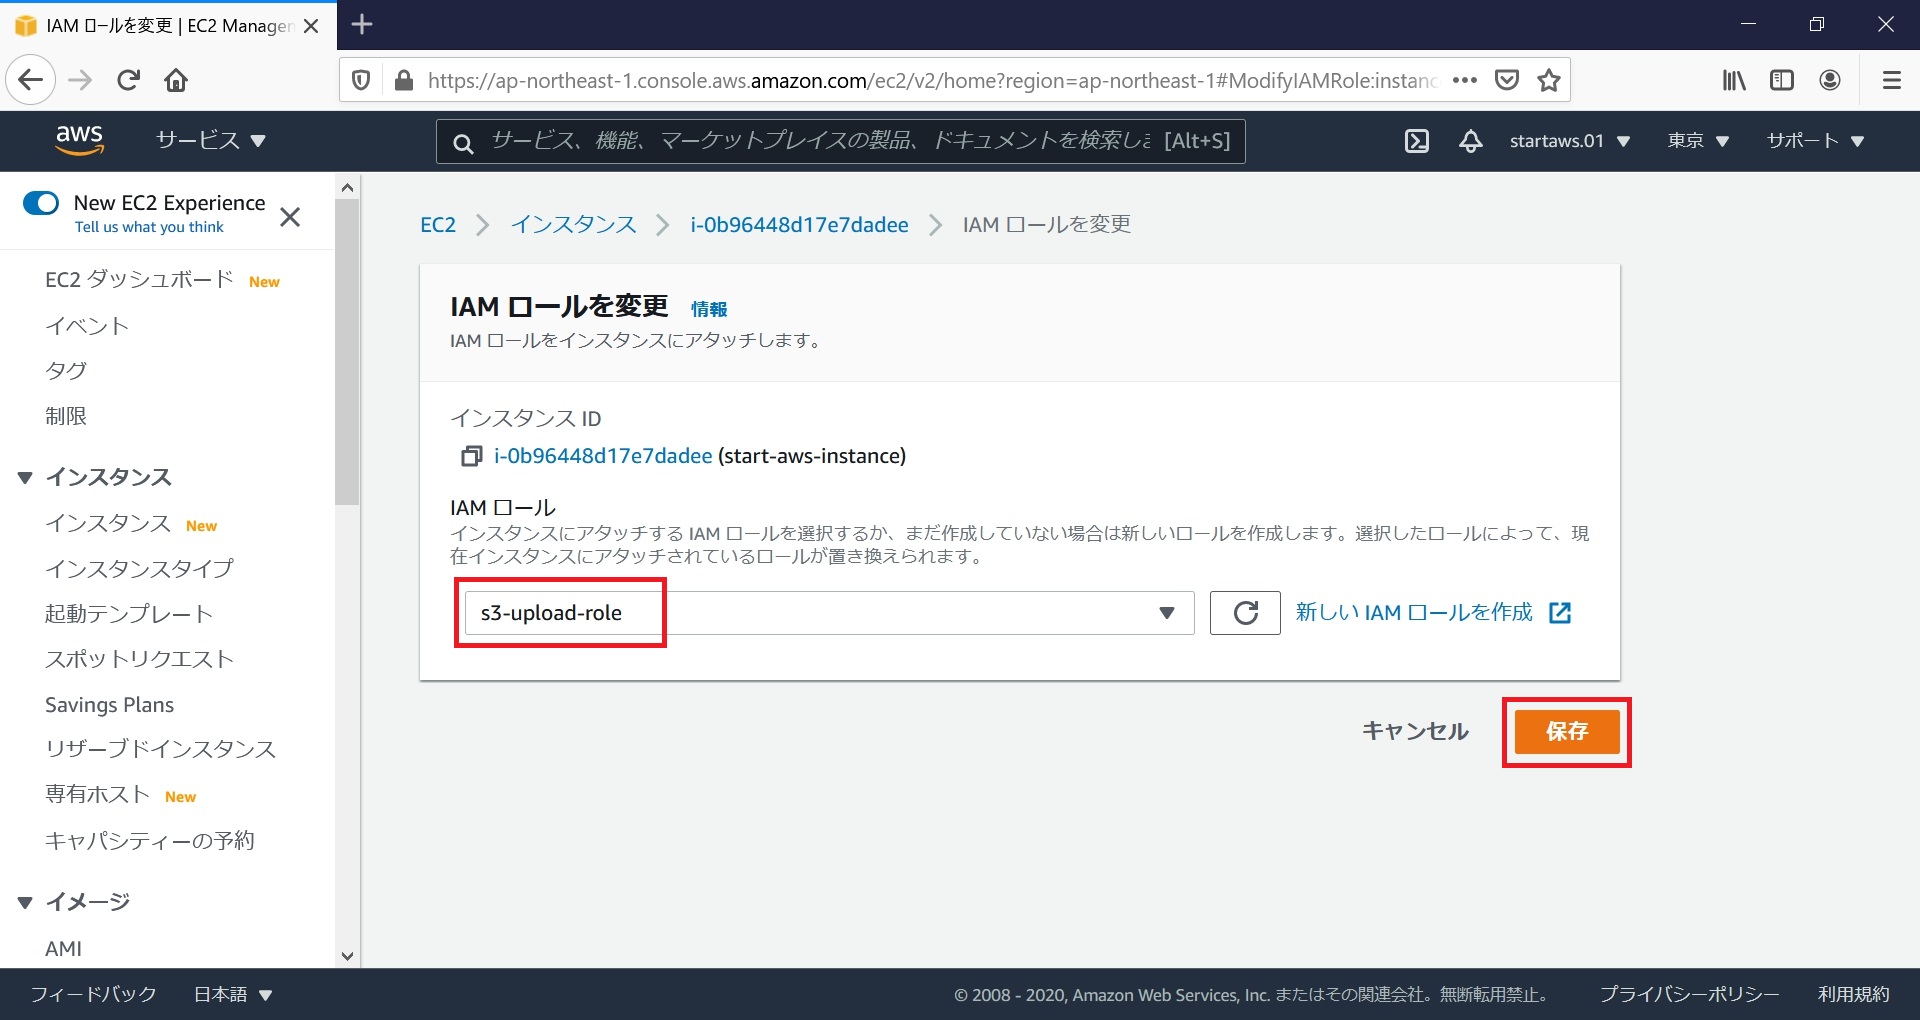 IAM ロールを変更 | EC2 Managen
https://ap-northeast-1.console.aws.amazon.com/ec2/v2/home?region=ap-northeast-1#ModifyIAMRole:instanc
aws
サービス
サービス、機能、マーケットプレイスの製品、ドキュメントを検索しま [Alt+S]
startaws.01
東京
サポート
New EC2 Experience
Tell us what you think
EC2 ダッシュボード New
イベント
タグ
制限
インスタンス
インスタンス New
インスタンスタイプ
起動テンプレート
スポットリクエスト
Savings Plans
リザーブドインスタンス
専有ホスト New
キャパシティーの予約
イメージ
AMI
EC2 インスタンス i-0b96448d17e7dadee IAM ロールを変更
IAM ロールを変更 情報
IAM ロールをインスタンスにアタッチします。
インスタンス ID
i-0b96448d17e7dadee (start-aws-instance)
IAM ロール
インスタンスにアタッチする IAM ロールを選択するか、まだ作成していない場合は新しいロールを作成します。選択したロールによって、現
在インスタンスにアタッチされているロールが置き換えられます。
s3-upload-role
新しい IAM ロールを作成
キャンセル
保存
フィードバック
日本語
© 2008 - 2020, Amazon Web Services, Inc. またはその関連会社。無断転用禁止。
プライバシーポリシー
利用規約